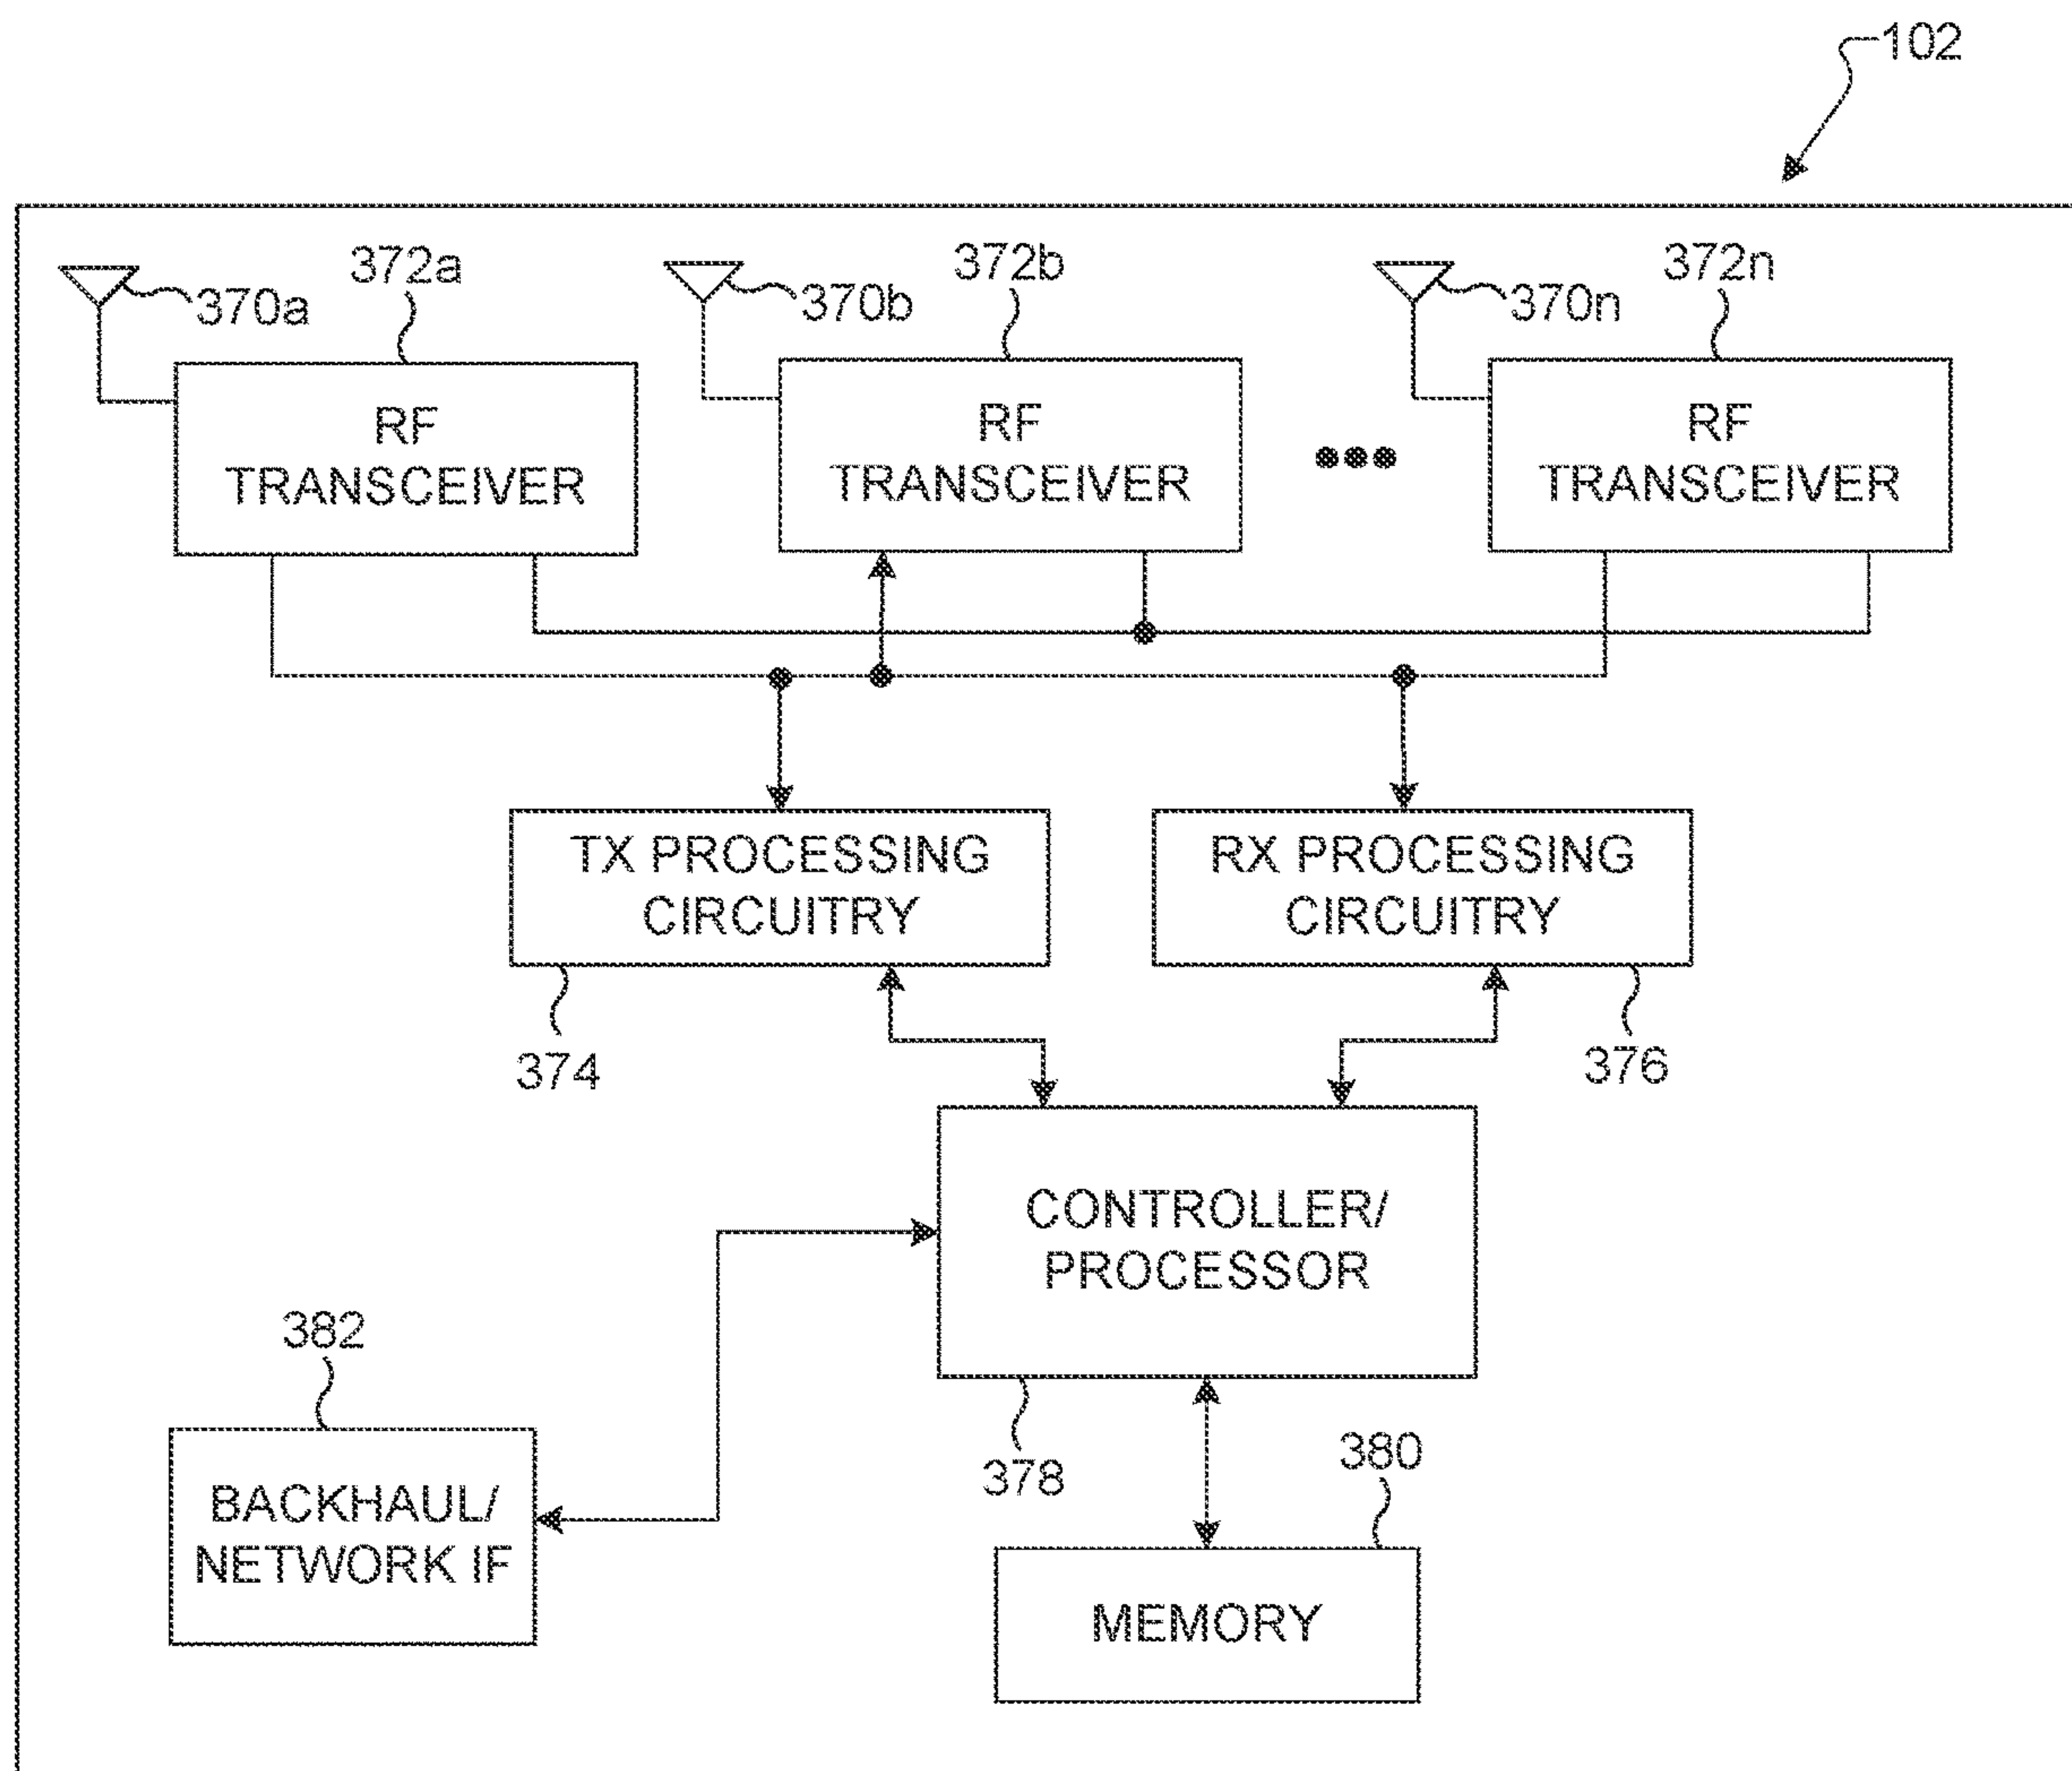 102
372a
372b
372n
370a
370b
370n
RF
TRANSCEIVER
RF
TRANSCEIVER
RF
TRANSCEIVER
TX PROCESSING
CIRCUITRY
RX PROCESSING
CIRCUITRY
374
376
CONTROLLER/
PROCESSOR
382
378
380
BACKHAUL/
NETWORK IF
MEMORY